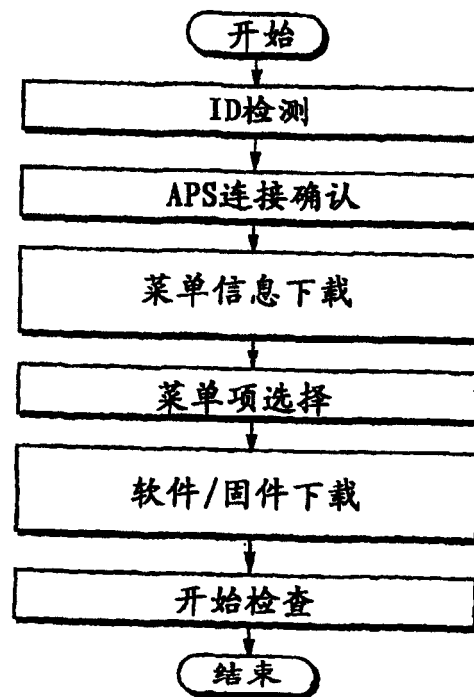 开始
ID检测
APS连接确认
菜单信息下载
菜单项选择
软件/固件下载
开始检查
结束